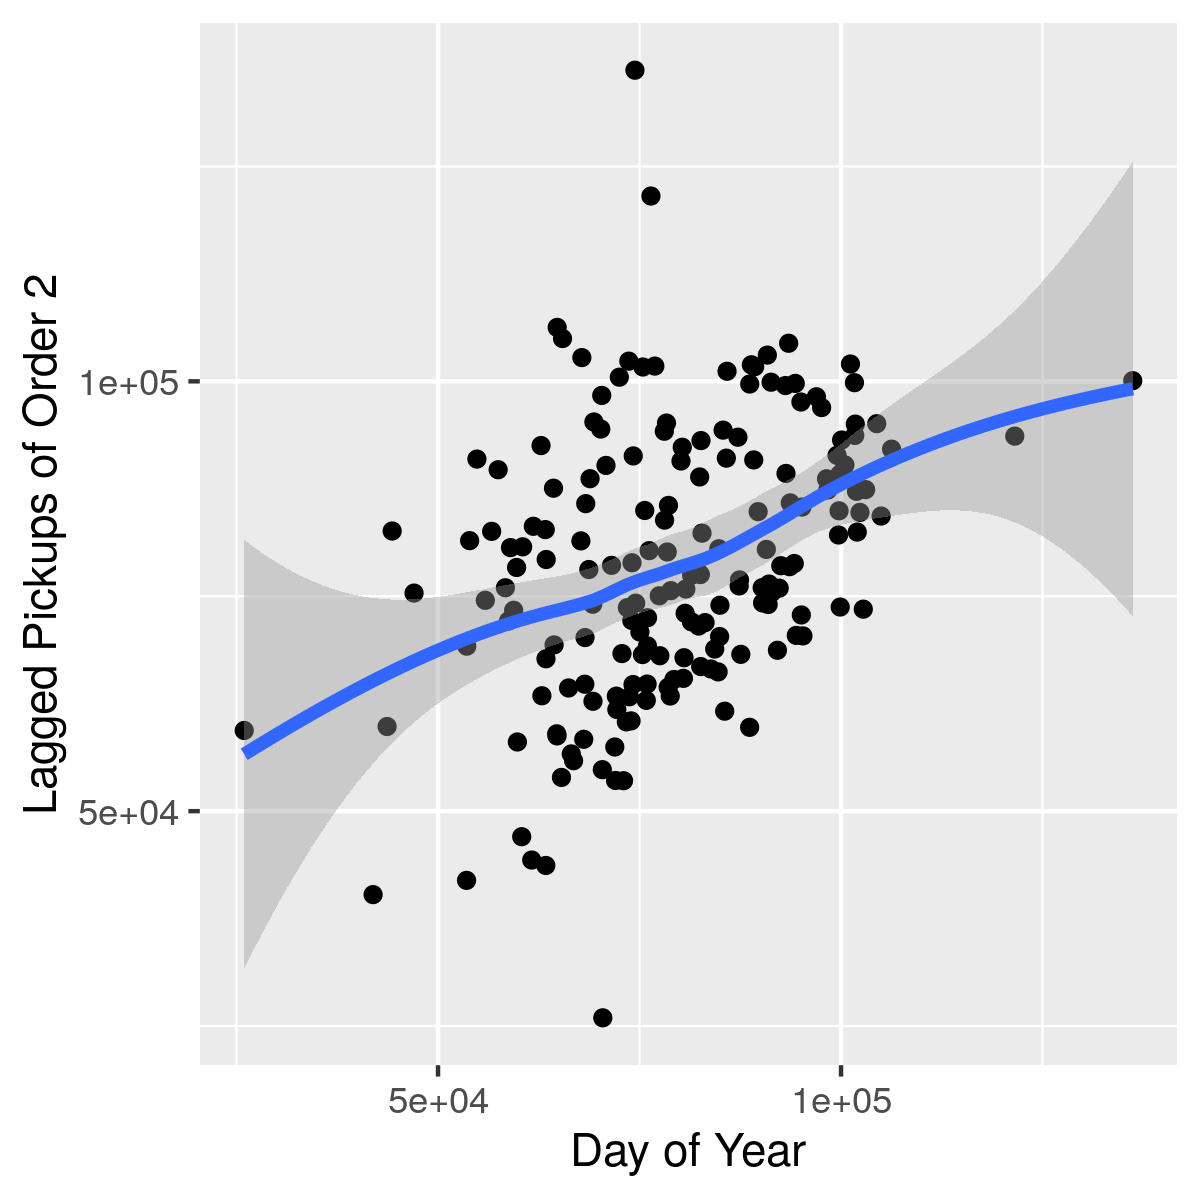 Lagged Pickups of Order 2
1e+05
5e+04
5e+04
1e+05
Day of Year